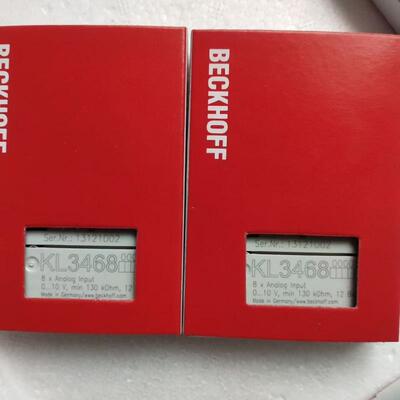 BECKHOFF
Ser.Nr.: 13121002
KL3468
8 x Analog Input
0...10 V, min 130 kOhm, 12
Made in Germany/www.beckhoff.com
BECKHOFF
Ser.Nr.: 13121002
KL3468
8 x Analog Input
0...10 V, min 130 kOhm, 12 B
Made in Germany/www.beckhoff.com